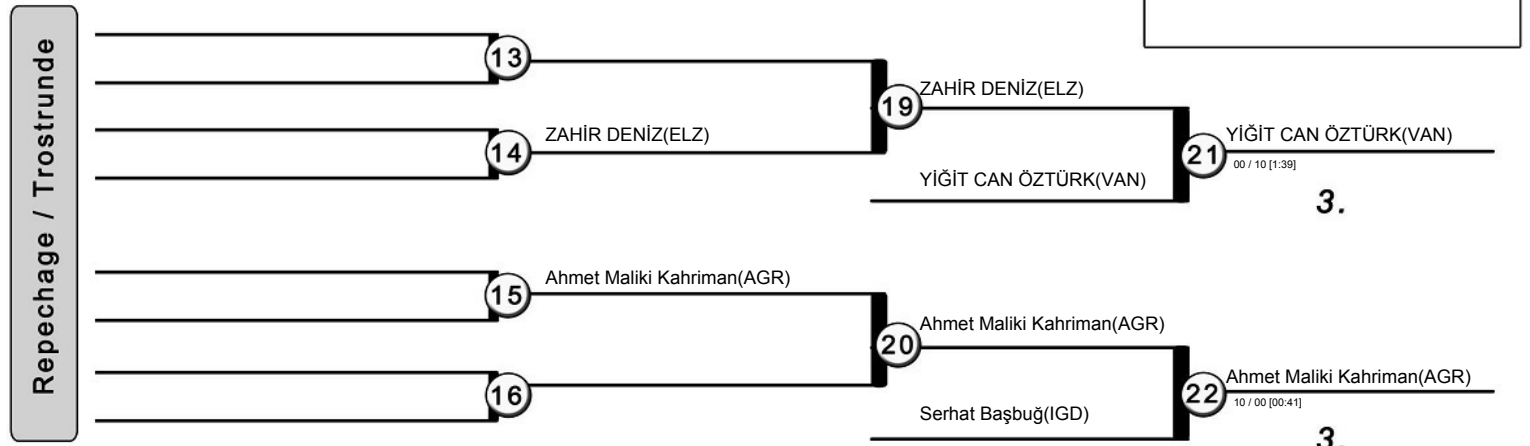 Repechage / Trostrunde
13
14
ZAHİR DENİZ(ELZ)
19
ZAHİR DENİZ(ELZ)
YİĞİT CAN ÖZTÜRK(VAN)
21
YİĞİT CAN ÖZTÜRK(VAN)
00 / 10 [1:39]
3.
15
Ahmet Maliki Kahriman(AGR)
16
20
Ahmet Maliki Kahriman(AGR)
Serhat Başbuğ(IGD)
22
Ahmet Maliki Kahriman(AGR)
10 / 00 [00:41]
3.